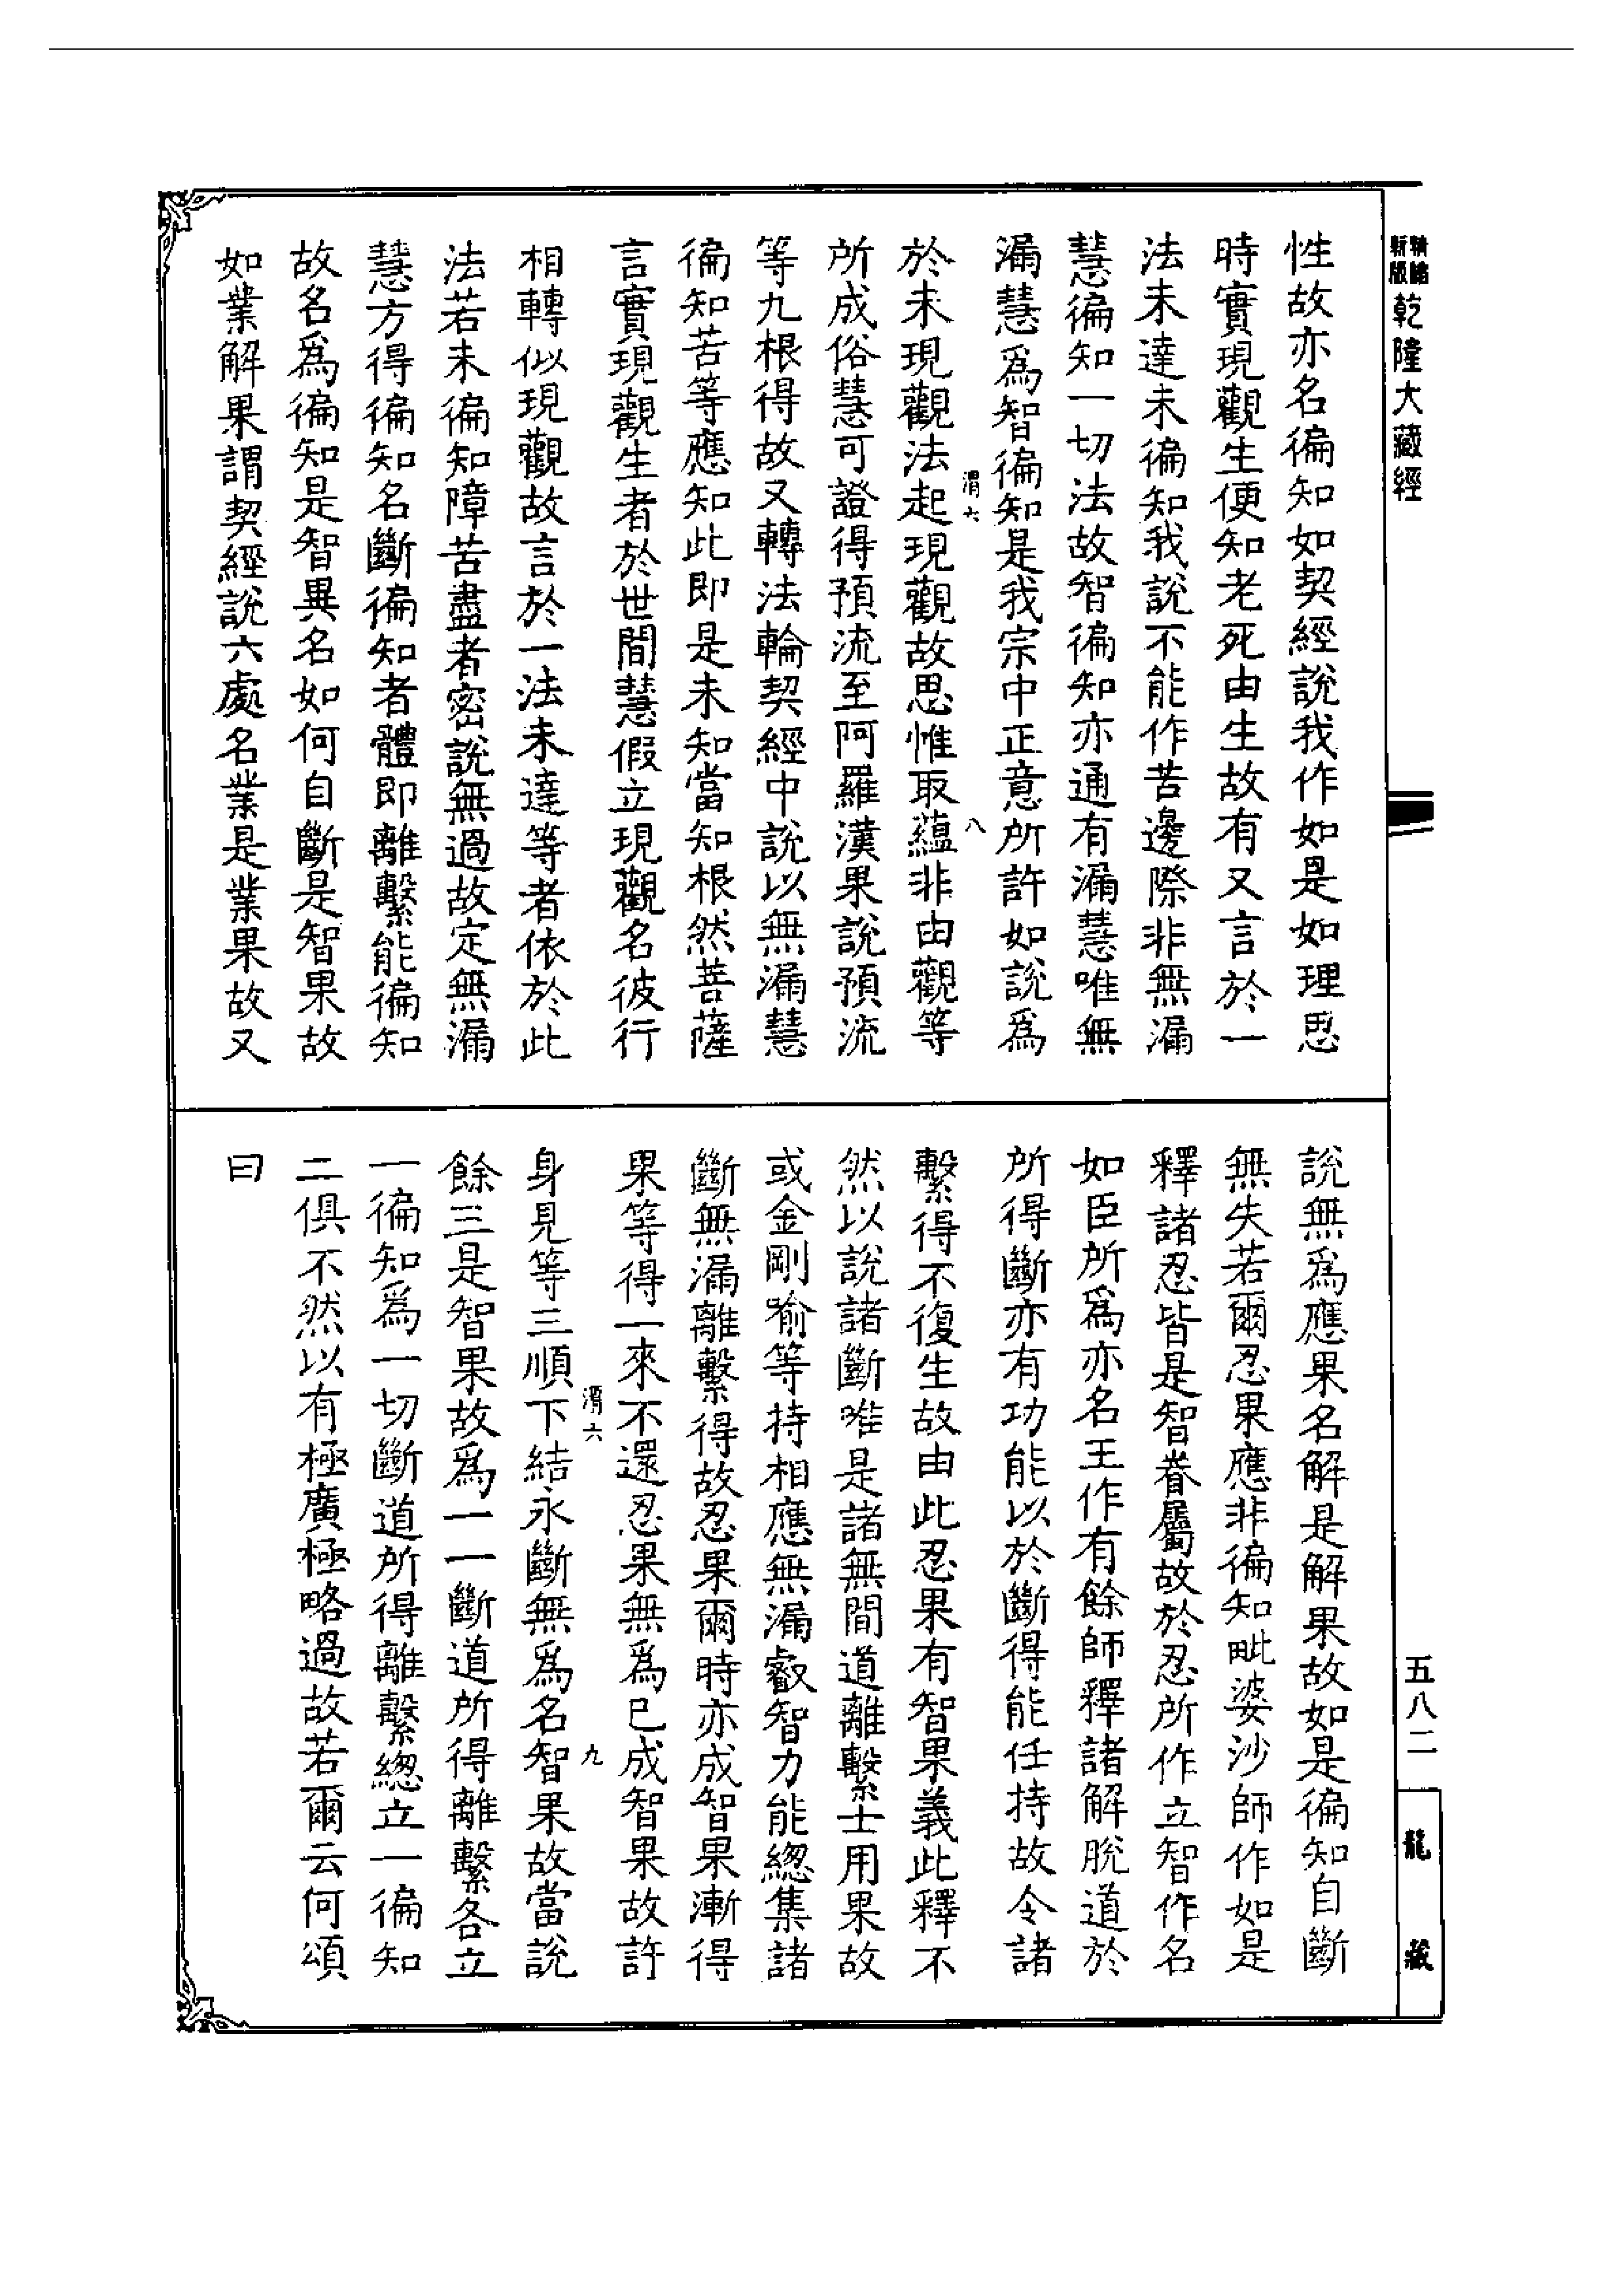 精縮
新版
乾隆大藏經
性故亦名徧知如契經說我作如是如理思
時實現觀生便知老死由生故有又言於一
法未達未徧知我說不能作苦邊際非無漏
慧徧知一切法故智徧知亦通有漏慧唯無
漏慧爲智徧知是我宗中正意所許如說爲
渭六
八
於未現觀法起現觀故思惟取蘊非由觀等
所成俗慧可證得預流至阿羅漢果說預流
等九根得故又轉法輪契經中說以無漏慧
徧知苦等應知此即是未知當知根然菩薩
言實現觀生者於世間慧假立現觀名彼行
相轉似現觀故言於一法未達等者依於此
法若未徧知障苦盡者密說無過故定無漏
慧方得徧知名斷徧知者體即離繫能徧知
故名爲徧知是智異名如何自斷是智果故
如業解果謂契經說六處名業是業果故又
說無爲應果名解是解果故如是徧知自斷
無失若爾忍果應非徧知毗婆沙師作如是
釋諸忍皆是智眷屬故於忍所作立智作名
如臣所爲亦名王作有餘師釋諸解脫道於
所得斷亦有功能以於斷得能任持故令諸
繫得不復生故由此忍果有智果義此釋不
然以說諸斷唯是諸無間道離繫士用果故
或金剛喻等持相應無漏叡智力能緫集諸
斷無漏離繫得故忍果爾時亦成智果漸得
果等得一來不還忍果無爲已成智果故許
渭六
九
身見等三順下結永斷無爲名智果故當說
餘三是智果故爲一一斷道所得離繫各立
一徧知爲一切斷道所得離繫緫立一徧知
二俱不然以有極廣極略過故若爾云何頌
曰
五八二
龍藏